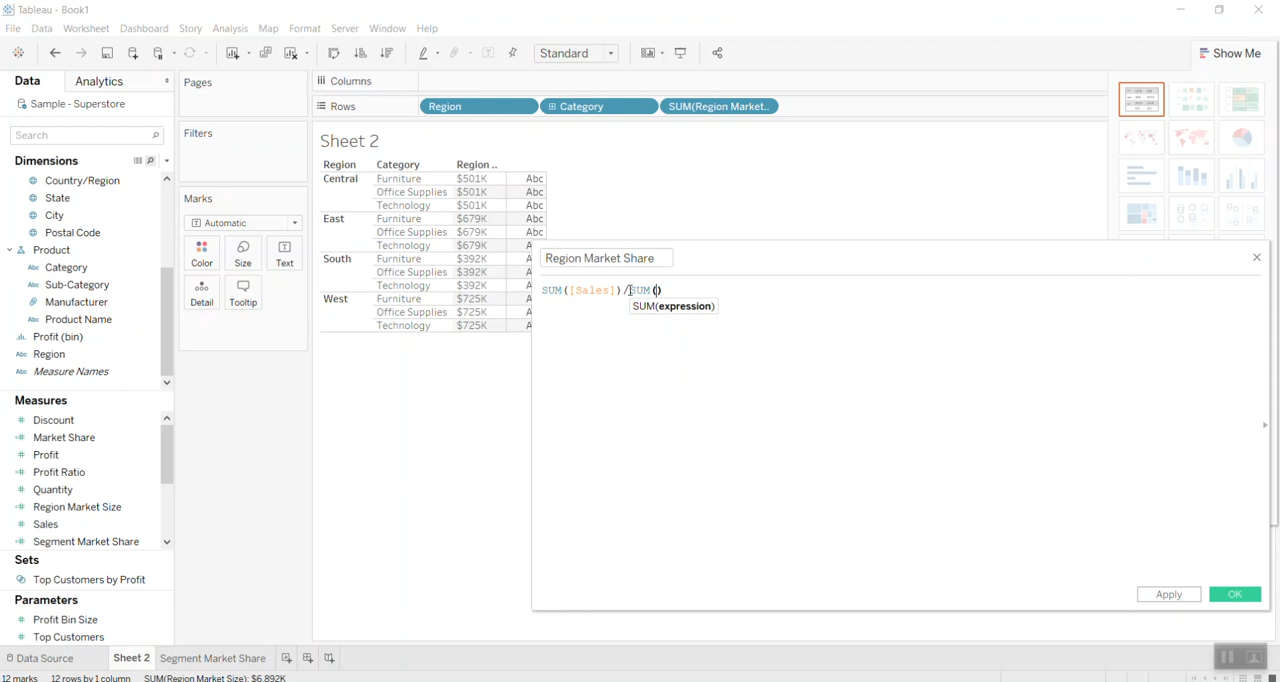 Tableau - Book1
File Data Worksheet Dashboard Story Analysis Map Format Server Window Help
Standard
Show Me
Data Analytics
Sample - Superstore
Search
Dimensions
Country/Region
State
City
Postal Code
Product
Abc Category
Abc Sub-Category
Manufacturer
Abc Product Name
Profit (bin)
Abc Region
Abc Measure Names
Measures
Discount
Market Share
Profit
Profit Ratio
Quantity
Region Market Size
Sales
Segment Market Share
Sets
Top Customers by Profit
Parameters
Profit Bin Size
Top Customers
Pages
Filters
Marks
Automatic
Color Size Text
Detail Tooltip
Columns
Rows Region Category SUM(Region Market..
Sheet 2
Region Category Region ..
Central Furniture $501K Abc
Office Supplies $501K Abc
Technology $501K Abc
East Furniture $679K Abc
Office Supplies $679K Abc
Technology $679K A
South Furniture $392K A
Office Supplies $392K A
Technology $392K A
West Furniture $725K A
Office Supplies $725K A
Technology $725K A
Region Market Share
SUM([Sales])/SUM()
SUM(expression)
Apply OK
Data Source Sheet 2 Segment Market Share
12 marks 12 rows by 1 column SUM(Region Market Size): $6,892K